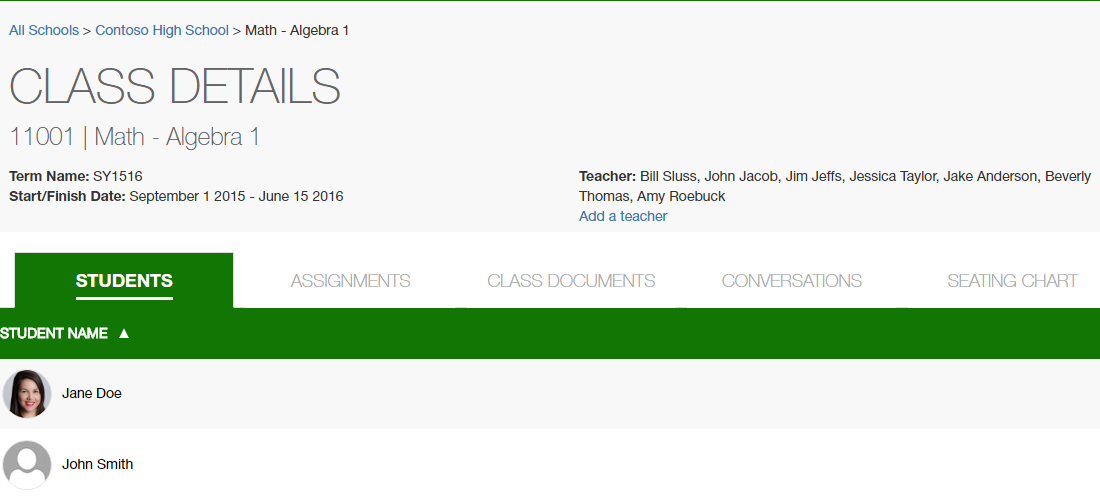 All Schools > Contoso High School > Math - Algebra 1
CLASS DETAILS
11001 | Math - Algebra 1
Term Name: SY1516
Start/Finish Date: September 1 2015 - June 15 2016
Teacher: Bill Sluss, John Jacob, Jim Jeffs, Jessica Taylor, Jake Anderson, Beverly
Thomas, Amy Roebuck
Add a teacher
STUDENTS ASSIGNMENTS CLASS DOCUMENTS CONVERSATIONS SEATING CHART
STUDENT NAME ▲
Jane Doe
John Smith